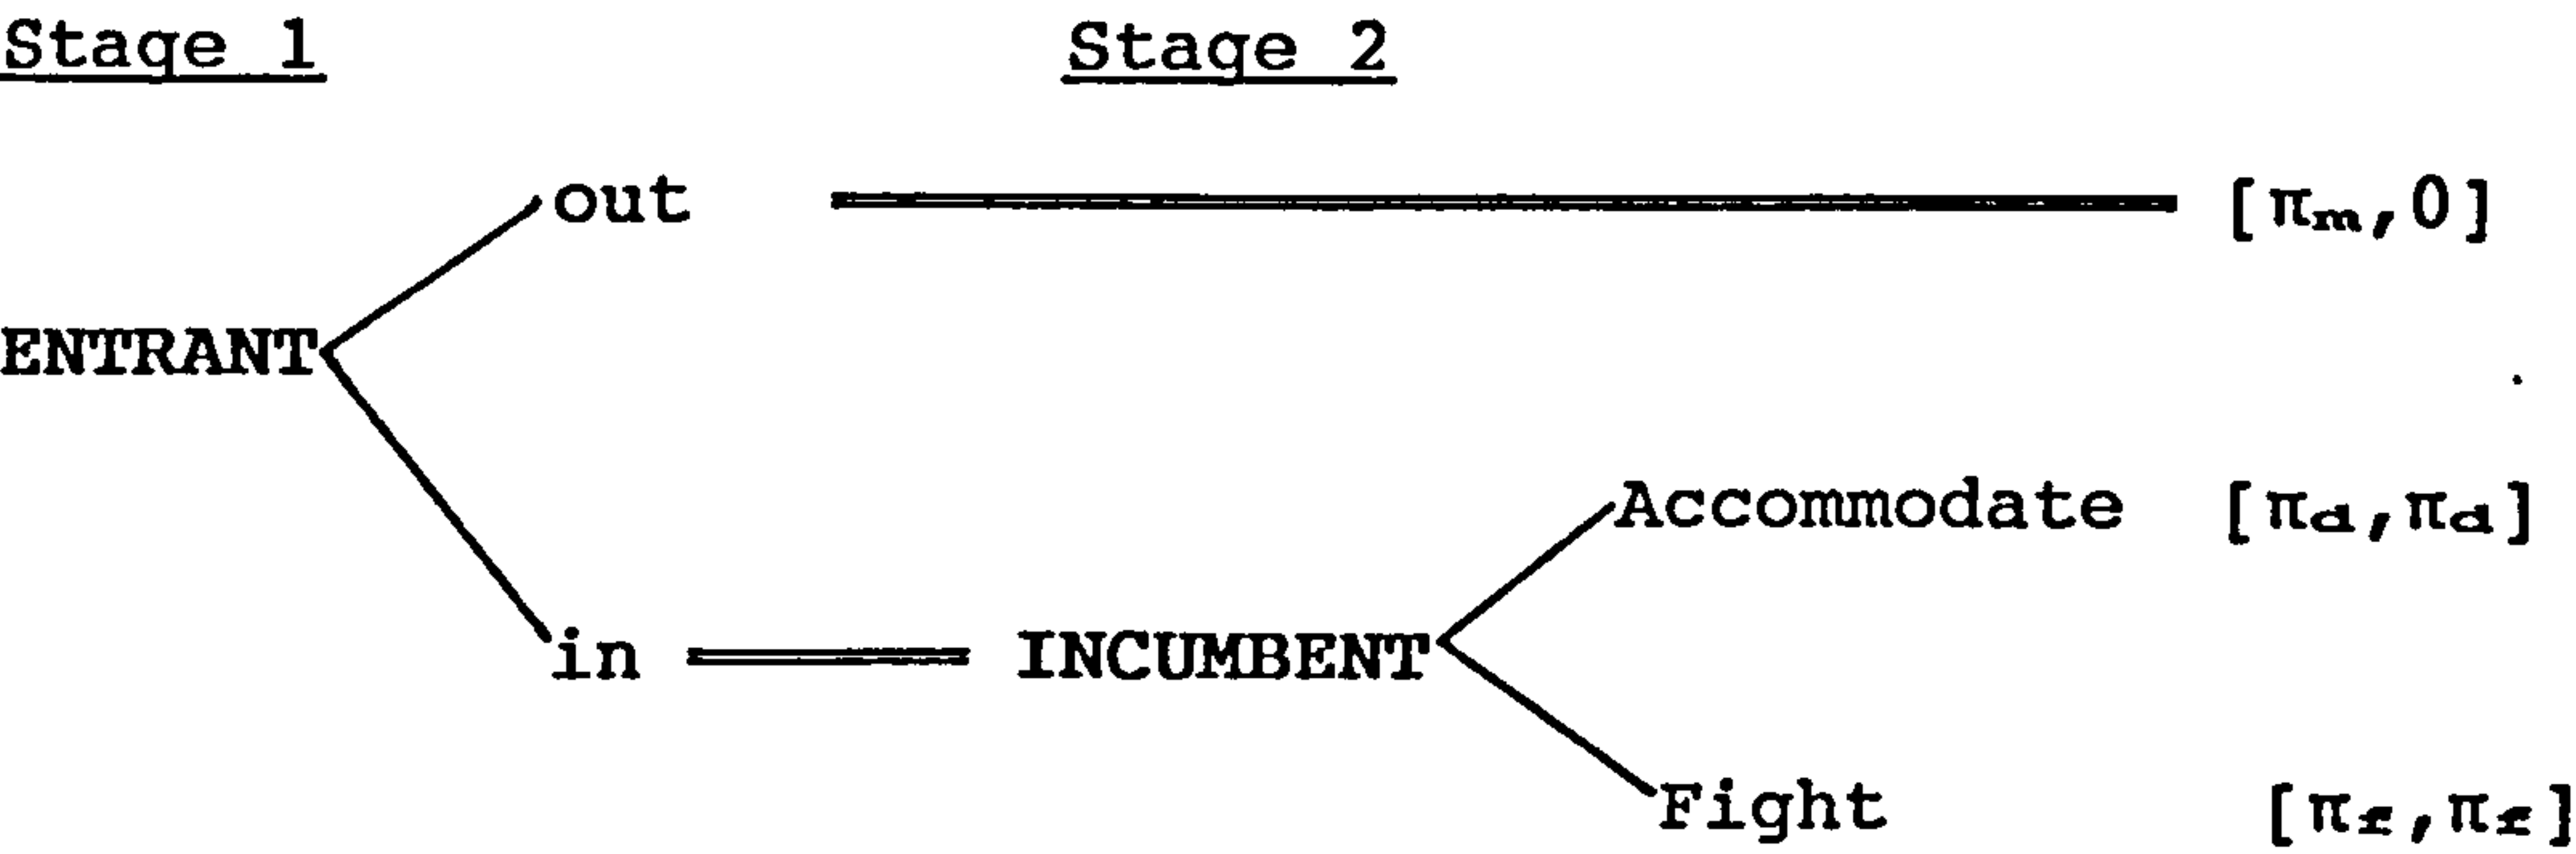 Stage 1 Stage 2
out [πm,0]
ENTRANT
Accommodate [πd,πd]
in INCUMBENT
Fight [πf,πf]